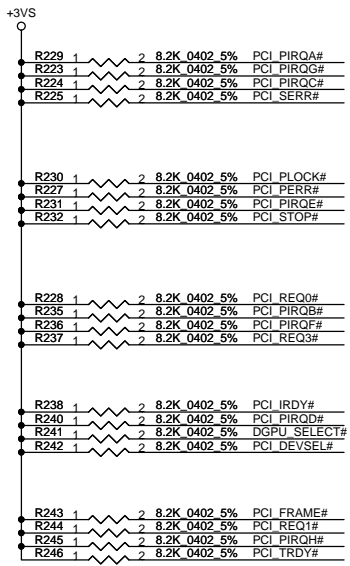 +3VS
R229 1 2 8.2K_0402_5% PCI_PIRQA#
R223 1 2 8.2K_0402_5% PCI_PIRQG#
R224 1 2 8.2K_0402_5% PCI_PIRQC#
R225 1 2 8.2K_0402_5% PCI_SERR#
R230 1 2 8.2K_0402_5% PCI_PLOCK#
R227 1 2 8.2K_0402_5% PCI_PERR#
R231 1 2 8.2K_0402_5% PCI_PIRQE#
R232 1 2 8.2K_0402_5% PCI_STOP#
R228 1 2 8.2K_0402_5% PCI_REQ0#
R235 1 2 8.2K_0402_5% PCI_PIRQB#
R236 1 2 8.2K_0402_5% PCI_PIRQF#
R237 1 2 8.2K_0402_5% PCI_REQ3#
R238 1 2 8.2K_0402_5% PCI_IRDY#
R240 1 2 8.2K_0402_5% PCI_PIRQD#
R241 1 2 8.2K_0402_5% DGPU_SELECT#
R242 1 2 8.2K_0402_5% PCI_DEVSEL#
R243 1 2 8.2K_0402_5% PCI_FRAME#
R244 1 2 8.2K_0402_5% PCI_REQ1#
R245 1 2 8.2K_0402_5% PCI_PIRQH#
R246 1 2 8.2K_0402_5% PCI_TRDY#